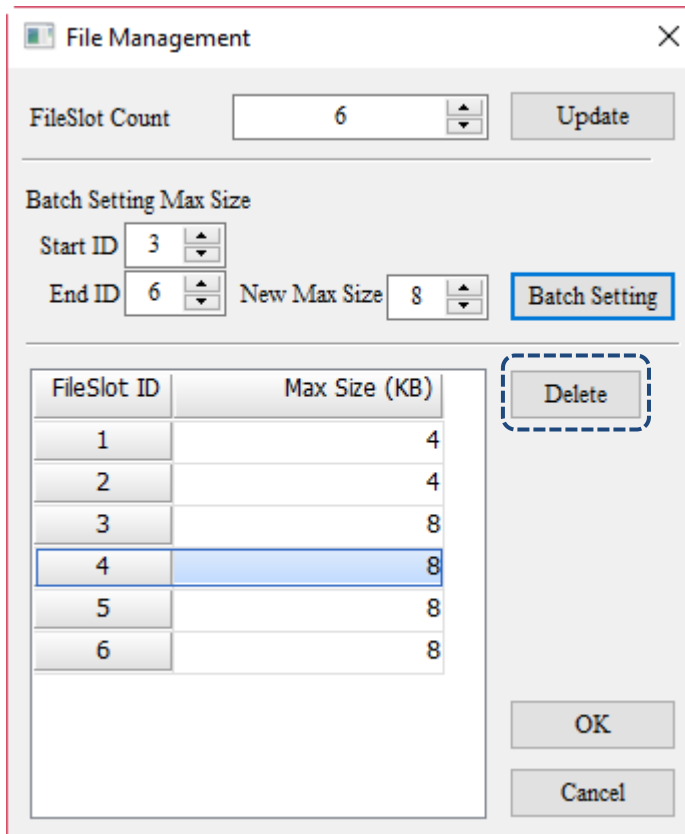 File Management
FileSlot Count 6 Update
Batch Setting Max Size
Start ID 3
End ID 6 New Max Size 8 Batch Setting
FileSlot ID Max Size (KB) Delete
1 4
2 4
3 8
4 8
5 8
6 8
OK
Cancel